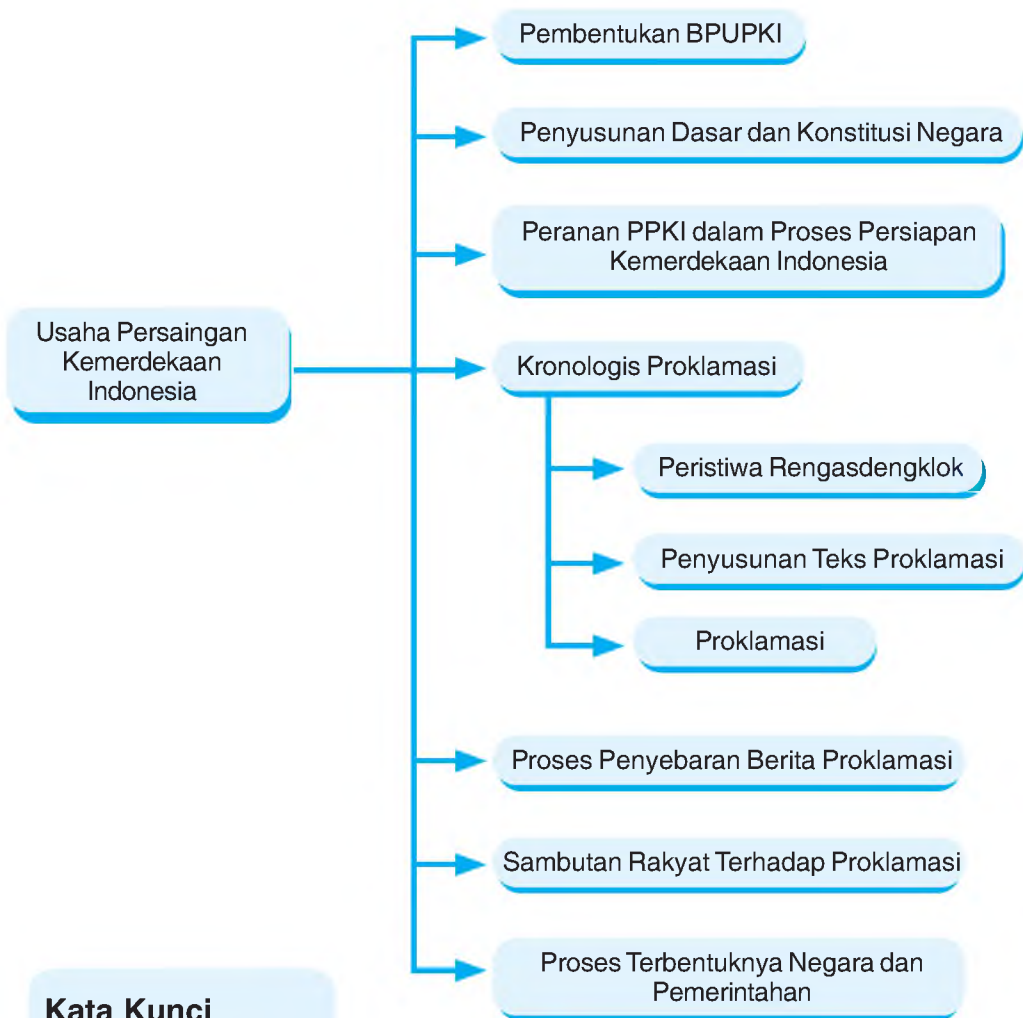 Pembentukan BPUPKI
Penyusunan Dasar dan Konstitusi Negara
Peranan PPKI dalam Proses Persiapan
Kemerdekaan Indonesia
Usaha Persaingan
Kemerdekaan
Indonesia
Kronologis Proklamasi
Peristiwa Rengasdengklok
Penyusunan Teks Proklamasi
Proklamasi
Proses Penyebaran Berita Proklamasi
Sambutan Rakyat Terhadap Proklamasi
Proses Terbentuknya Negara dan
Pemerintahan
Kata Kunci